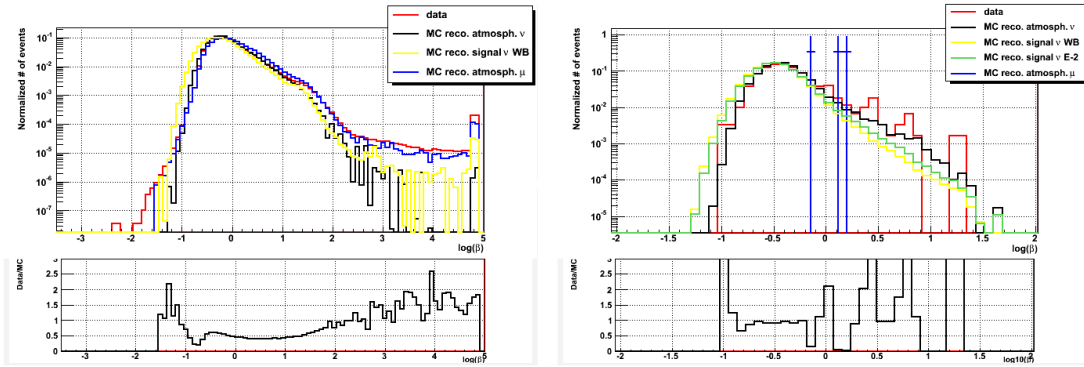 data
MC reco. atmosph. ν
MC reco. signal ν WB
MC reco. atmosph. μ
Normalized # of events
10⁻¹
10⁻²
10⁻³
10⁻⁴
10⁻⁵
10⁻⁶
10⁻⁷
-3 -2 -1 0 1 2 3 4 5
log(β)
Data/MC
3
2.5
2
1.5
1
0.5
0
-3 -2 -1 0 1 2 3 4 5
log(β)
data
MC reco. atmosph. ν
MC reco. signal ν WB
MC reco. signal ν E-2
MC reco. atmosph. μ
Normalized # of events
1
10⁻¹
10⁻²
10⁻³
10⁻⁴
10⁻⁵
-2 -1.5 -1 -0.5 0 0.5 1 1.5 2
log(β)
Data/MC
3
2.5
2
1.5
1
0.5
0
-2 -1.5 -1 -0.5 0 0.5 1 1.5 2
log10(β)